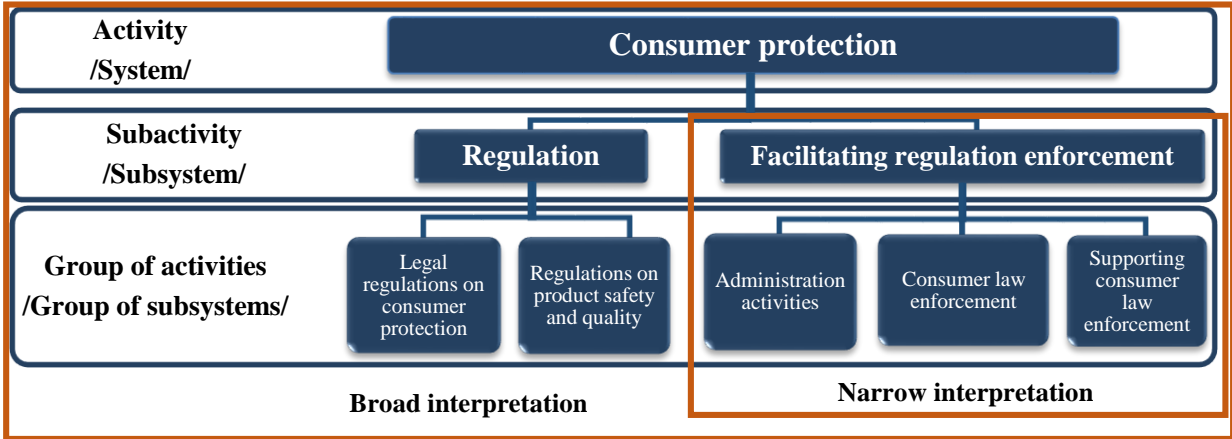 Activity
/System/
Consumer protection
Subactivity
/Subsystem/
Regulation
Facilitating regulation enforcement
Group of activities
/Group of subsystems/
Legal
regulations on
consumer
protection
Regulations on
product safety
and quality
Administration
activities
Consumer law
enforcement
Supporting
consumer
law
enforcement
Broad interpretation
Narrow interpretation